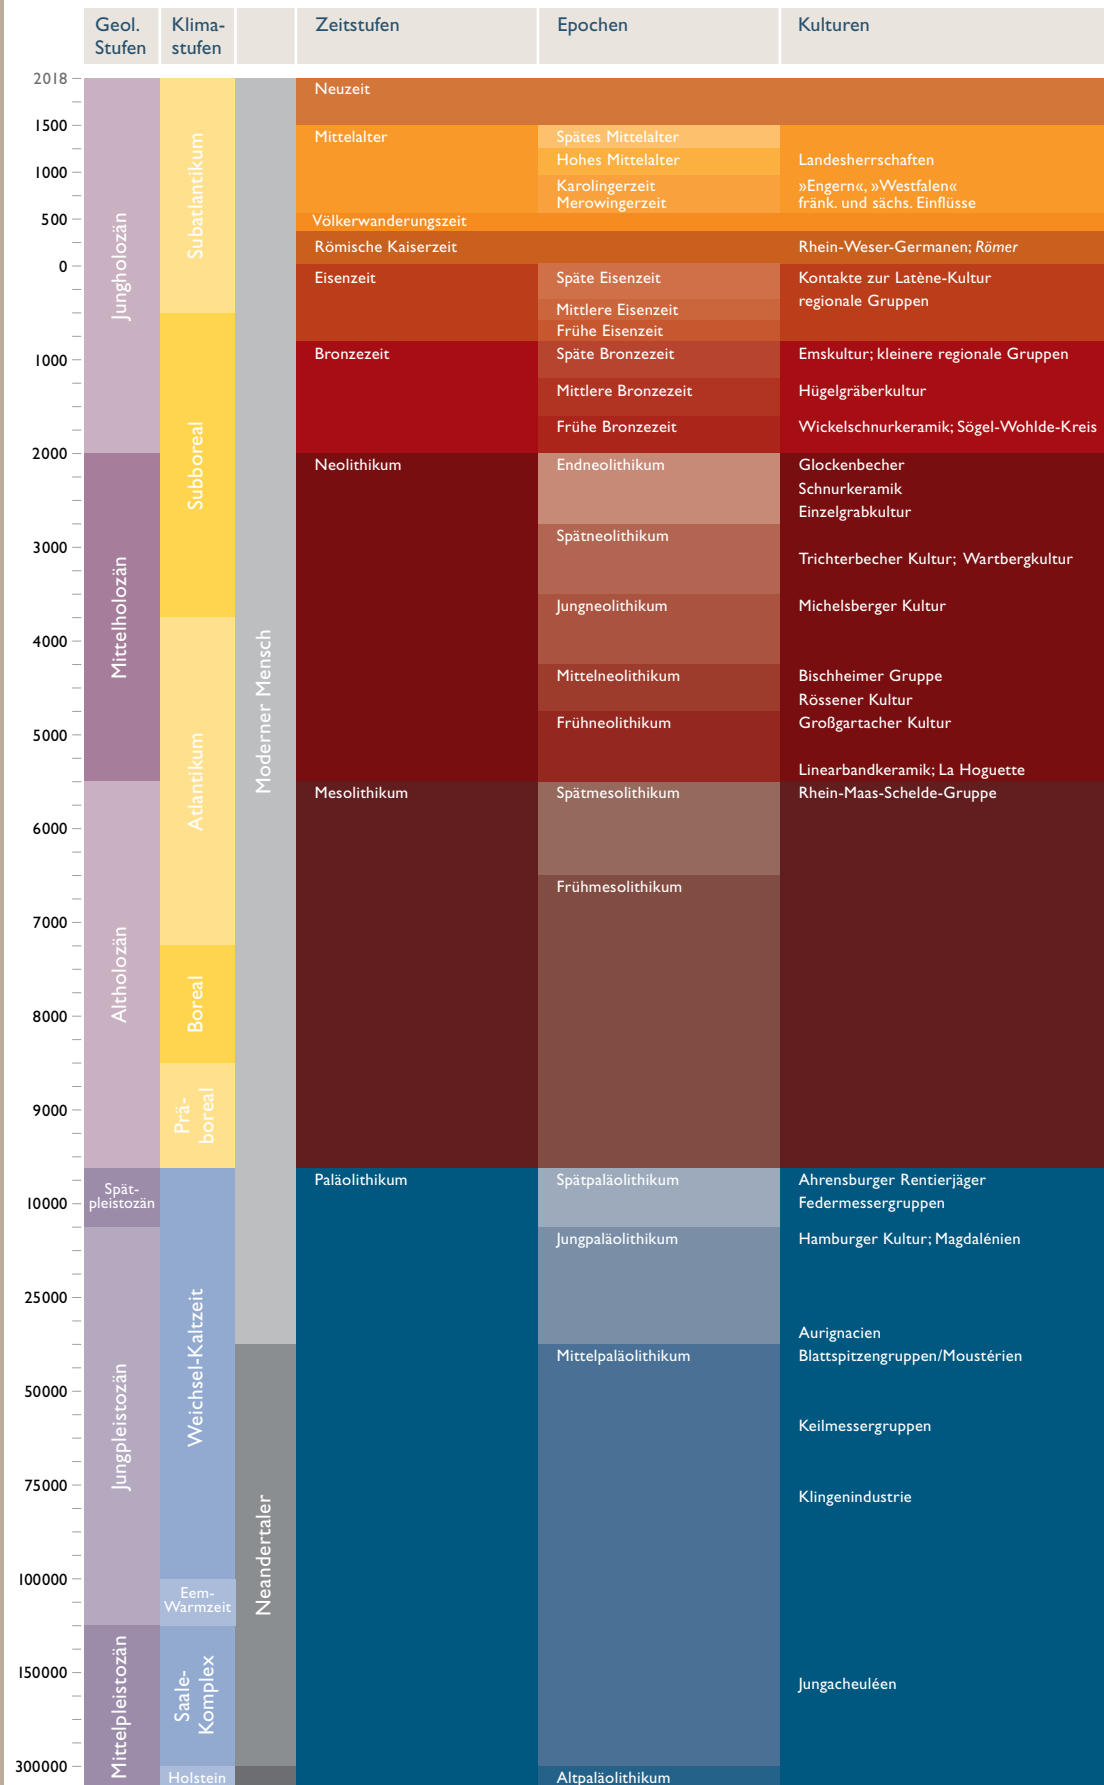 Geol.
Stufen
Klima-
stufen
Zeitstufen
Epochen
Kulturen
2018
1500
1000
500
0
1000
2000
3000
4000
5000
6000
7000
8000
9000
10000
25000
50000
75000
100000
150000
300000
Jungholozän
Mittelholozän
Altholozän
Spät-
pleistozän
Jungpleistozän
Mittelpleistozän
Subatlantikum
Subboreal
Atlantikum
Boreal
Prä-
boreal
Weichsel-Kaltzeit
Eem-
Warmzeit
Saale-
Komplex
Holstein
Moderner Mensch
Neandertaler
Neuzeit
Mittelalter
Völkerwanderungszeit
Römische Kaiserzeit
Eisenzeit
Bronzezeit
Neolithikum
Mesolithikum
Paläolithikum
Spätes Mittelalter
Hohes Mittelalter
Karolingerzeit
Merowingerzeit
Späte Eisenzeit
Mittlere Eisenzeit
Frühe Eisenzeit
Späte Bronzezeit
Mittlere Bronzezeit
Frühe Bronzezeit
Endneolithikum
Spätneolithikum
Jungneolithikum
Mittelneolithikum
Frühneolithikum
Spätmesolithikum
Frühmesolithikum
Spätpaläolithikum
Jungpaläolithikum
Mittelpaläolithikum
Altpaläolithikum
Landesherrschaften
»Engern«, »Westfalen«
fränk. und sächs. Einflüsse
Rhein-Weser-Germanen; Römer
Kontakte zur Latène-Kultur
regionale Gruppen
Emskultur; kleinere regionale Gruppen
Hügelgräberkultur
Wickelschnurkeramik; Sögel-Wohlde-Kreis
Glockenbecher
Schnurkeramik
Einzelgrabkultur
Trichterbecher Kultur; Wartbergkultur
Michelsberger Kultur
Bischheimer Gruppe
Rössener Kultur
Großgartacher Kultur
Linearbandkeramik; La Hoguette
Rhein-Maas-Schelde-Gruppe
Ahrensburger Rentierjäger
Federmessergruppen
Hamburger Kultur; Magdalénien
Aurignacien
Blattspitzengruppen/Moustérien
Keilmessergruppen
Klingenindustrie
Jungacheuléen